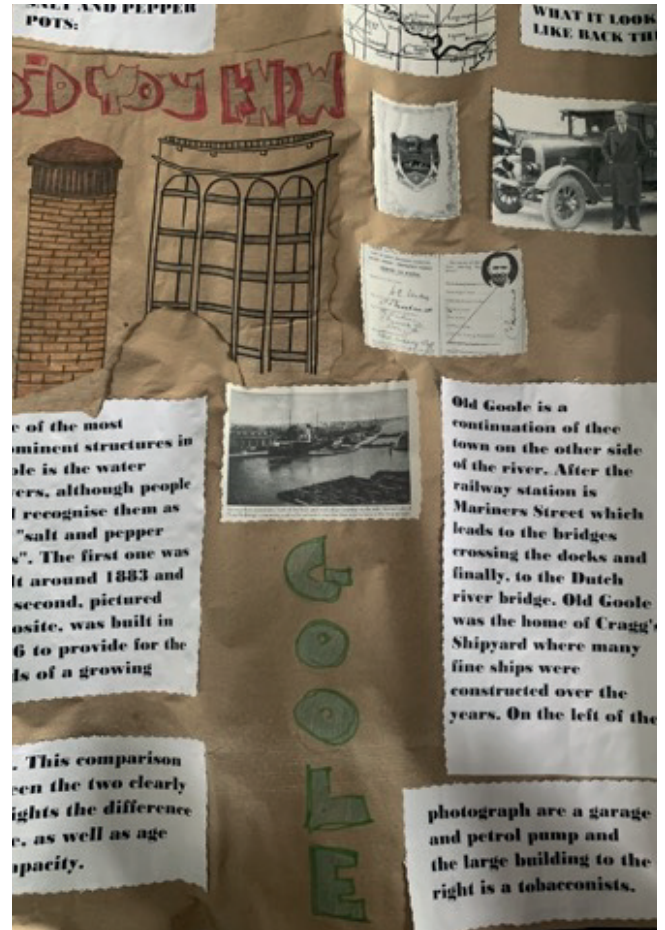 SALT AND PEPPER
POTS:
WHAT IT LOOK
LIKE BACK THE
DID YOU KNOW
e of the most
ominent structures in
ole is the water
ers, although people
l recognise them as
"salt and pepper
s". The first one was
lt around 1883 and
second, pictured
osite, was built in
6 to provide for the
ds of a growing
. This comparison
een the two clearly
ights the difference
e, as well as age
apacity.
GOOLE
Old Goole is a
continuation of thee
town on the other side
of the river. After the
railway station is
Mariners Street which
leads to the bridges
crossing the docks and
finally, to the Dutch
river bridge. Old Goole
was the home of Cragg's
Shipyard where many
fine ships were
constructed over the
years. On the left of the
photograph are a garage
and petrol pump and
the large building to the
right is a tobacconists.